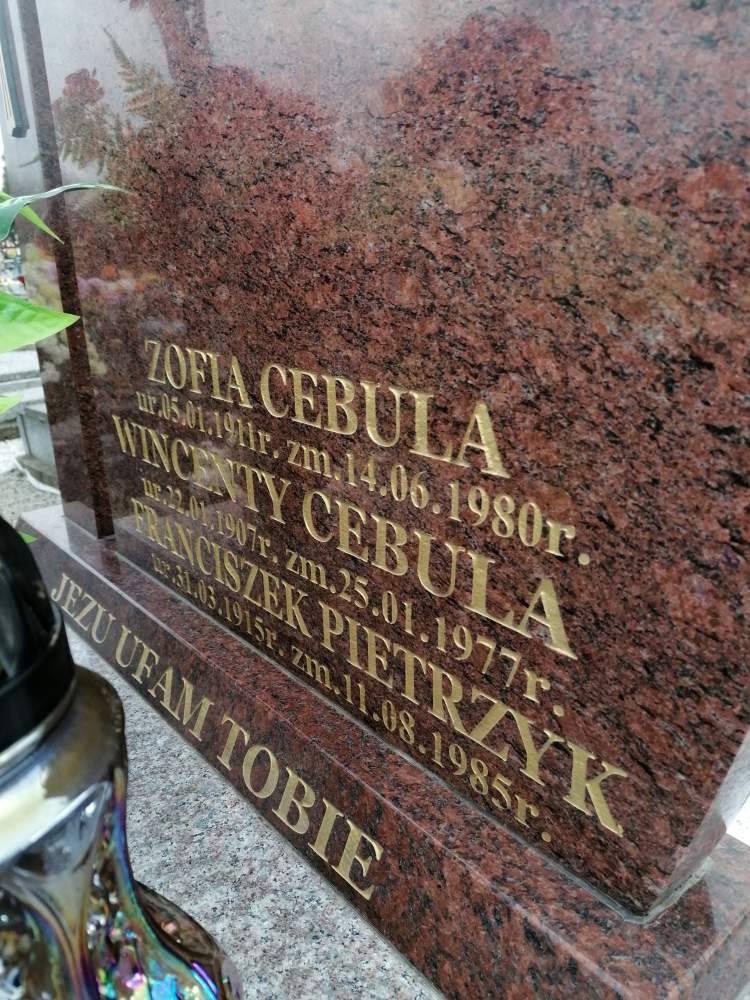 ZOFIA CEBULA
ur.05.01.1911r. zm.14.06.1980r.
WINCENTY CEBULA
ur.22.01.1907r. zm.25.01.1977r.
FRANCISZEK PIETRZYK
ur.31.03.1915r. zm.11.08.1985r.
JEZU UFAM TOBIE